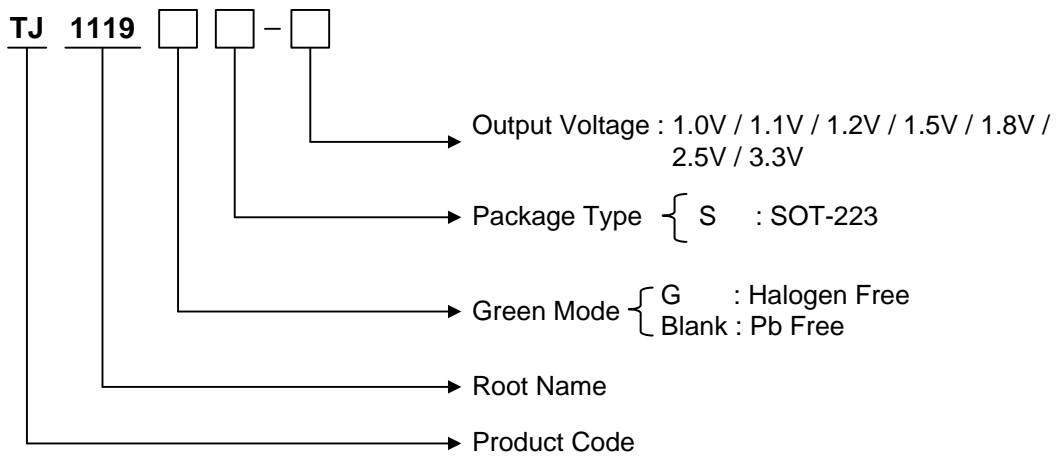 TJ 1119 –
Output Voltage : 1.0V / 1.1V / 1.2V / 1.5V / 1.8V /
2.5V / 3.3V
Package Type S : SOT-223
Green Mode G : Halogen Free
Blank : Pb Free
Root Name
Product Code